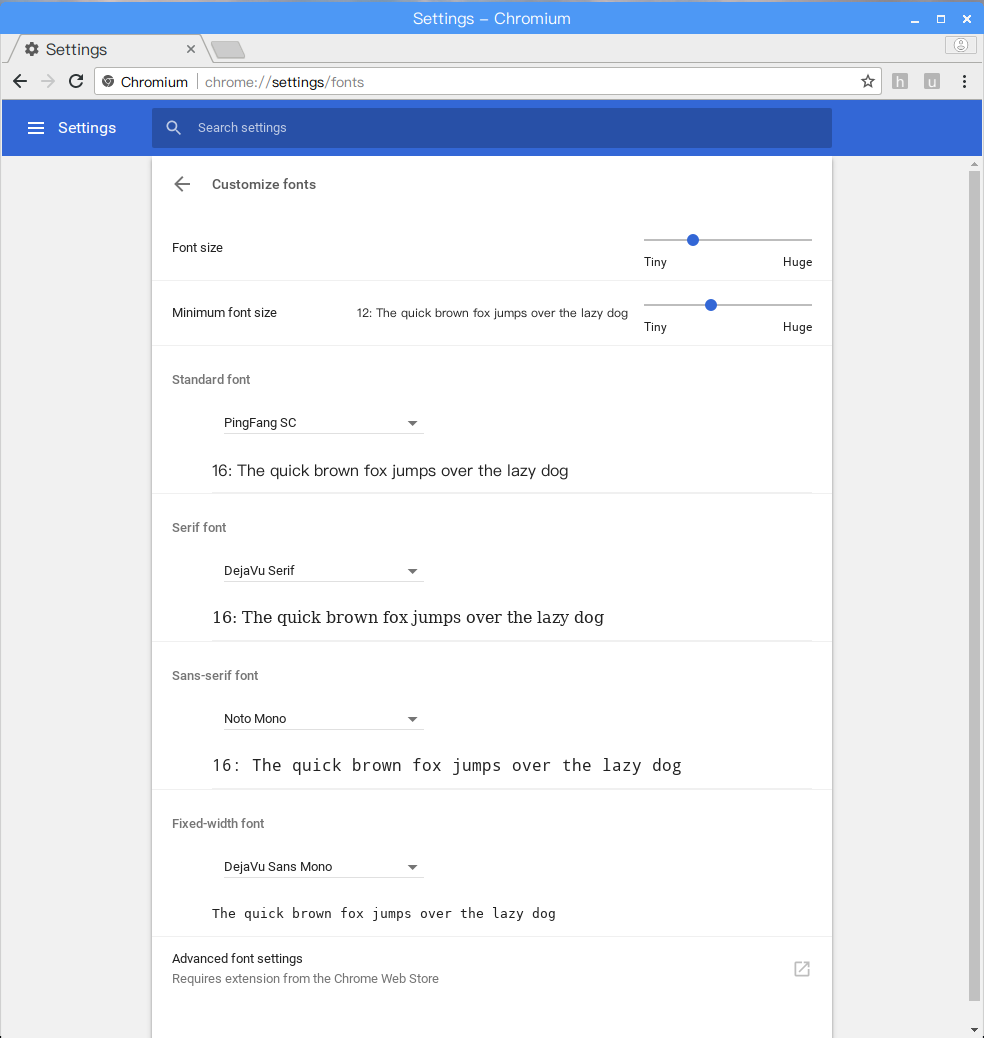 Settings – Chromium
Settings
Chromium | chrome://settings/fonts
h u
Settings
Search settings
Customize fonts
Font size
Tiny Huge
Minimum font size 12: The quick brown fox jumps over the lazy dog
Tiny Huge
Standard font
PingFang SC
16: The quick brown fox jumps over the lazy dog
Serif font
DejaVu Serif
16: The quick brown fox jumps over the lazy dog
Sans-serif font
Noto Mono
16: The quick brown fox jumps over the lazy dog
Fixed-width font
DejaVu Sans Mono
The quick brown fox jumps over the lazy dog
Advanced font settings
Requires extension from the Chrome Web Store